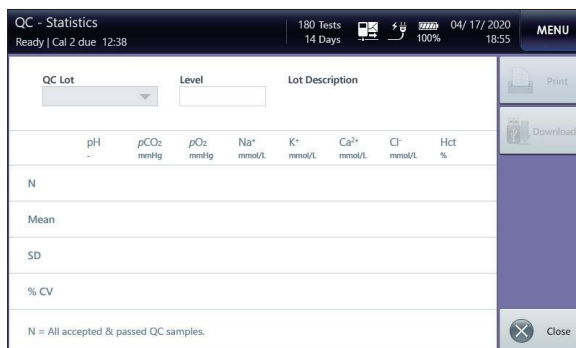 QC - Statistics
Ready | Cal 2 due 12:38
180 Tests
14 Days
100%
04/ 17/ 2020
18:55
MENU
QC Lot Level Lot Description
Print
Download
pH pCO₂ pO₂ Na⁺ K⁺ Ca²⁺ Cl⁻ Hct
- mmHg mmHg mmol/L mmol/L mmol/L mmol/L %
N
Mean
SD
% CV
N = All accepted & passed QC samples.
Close